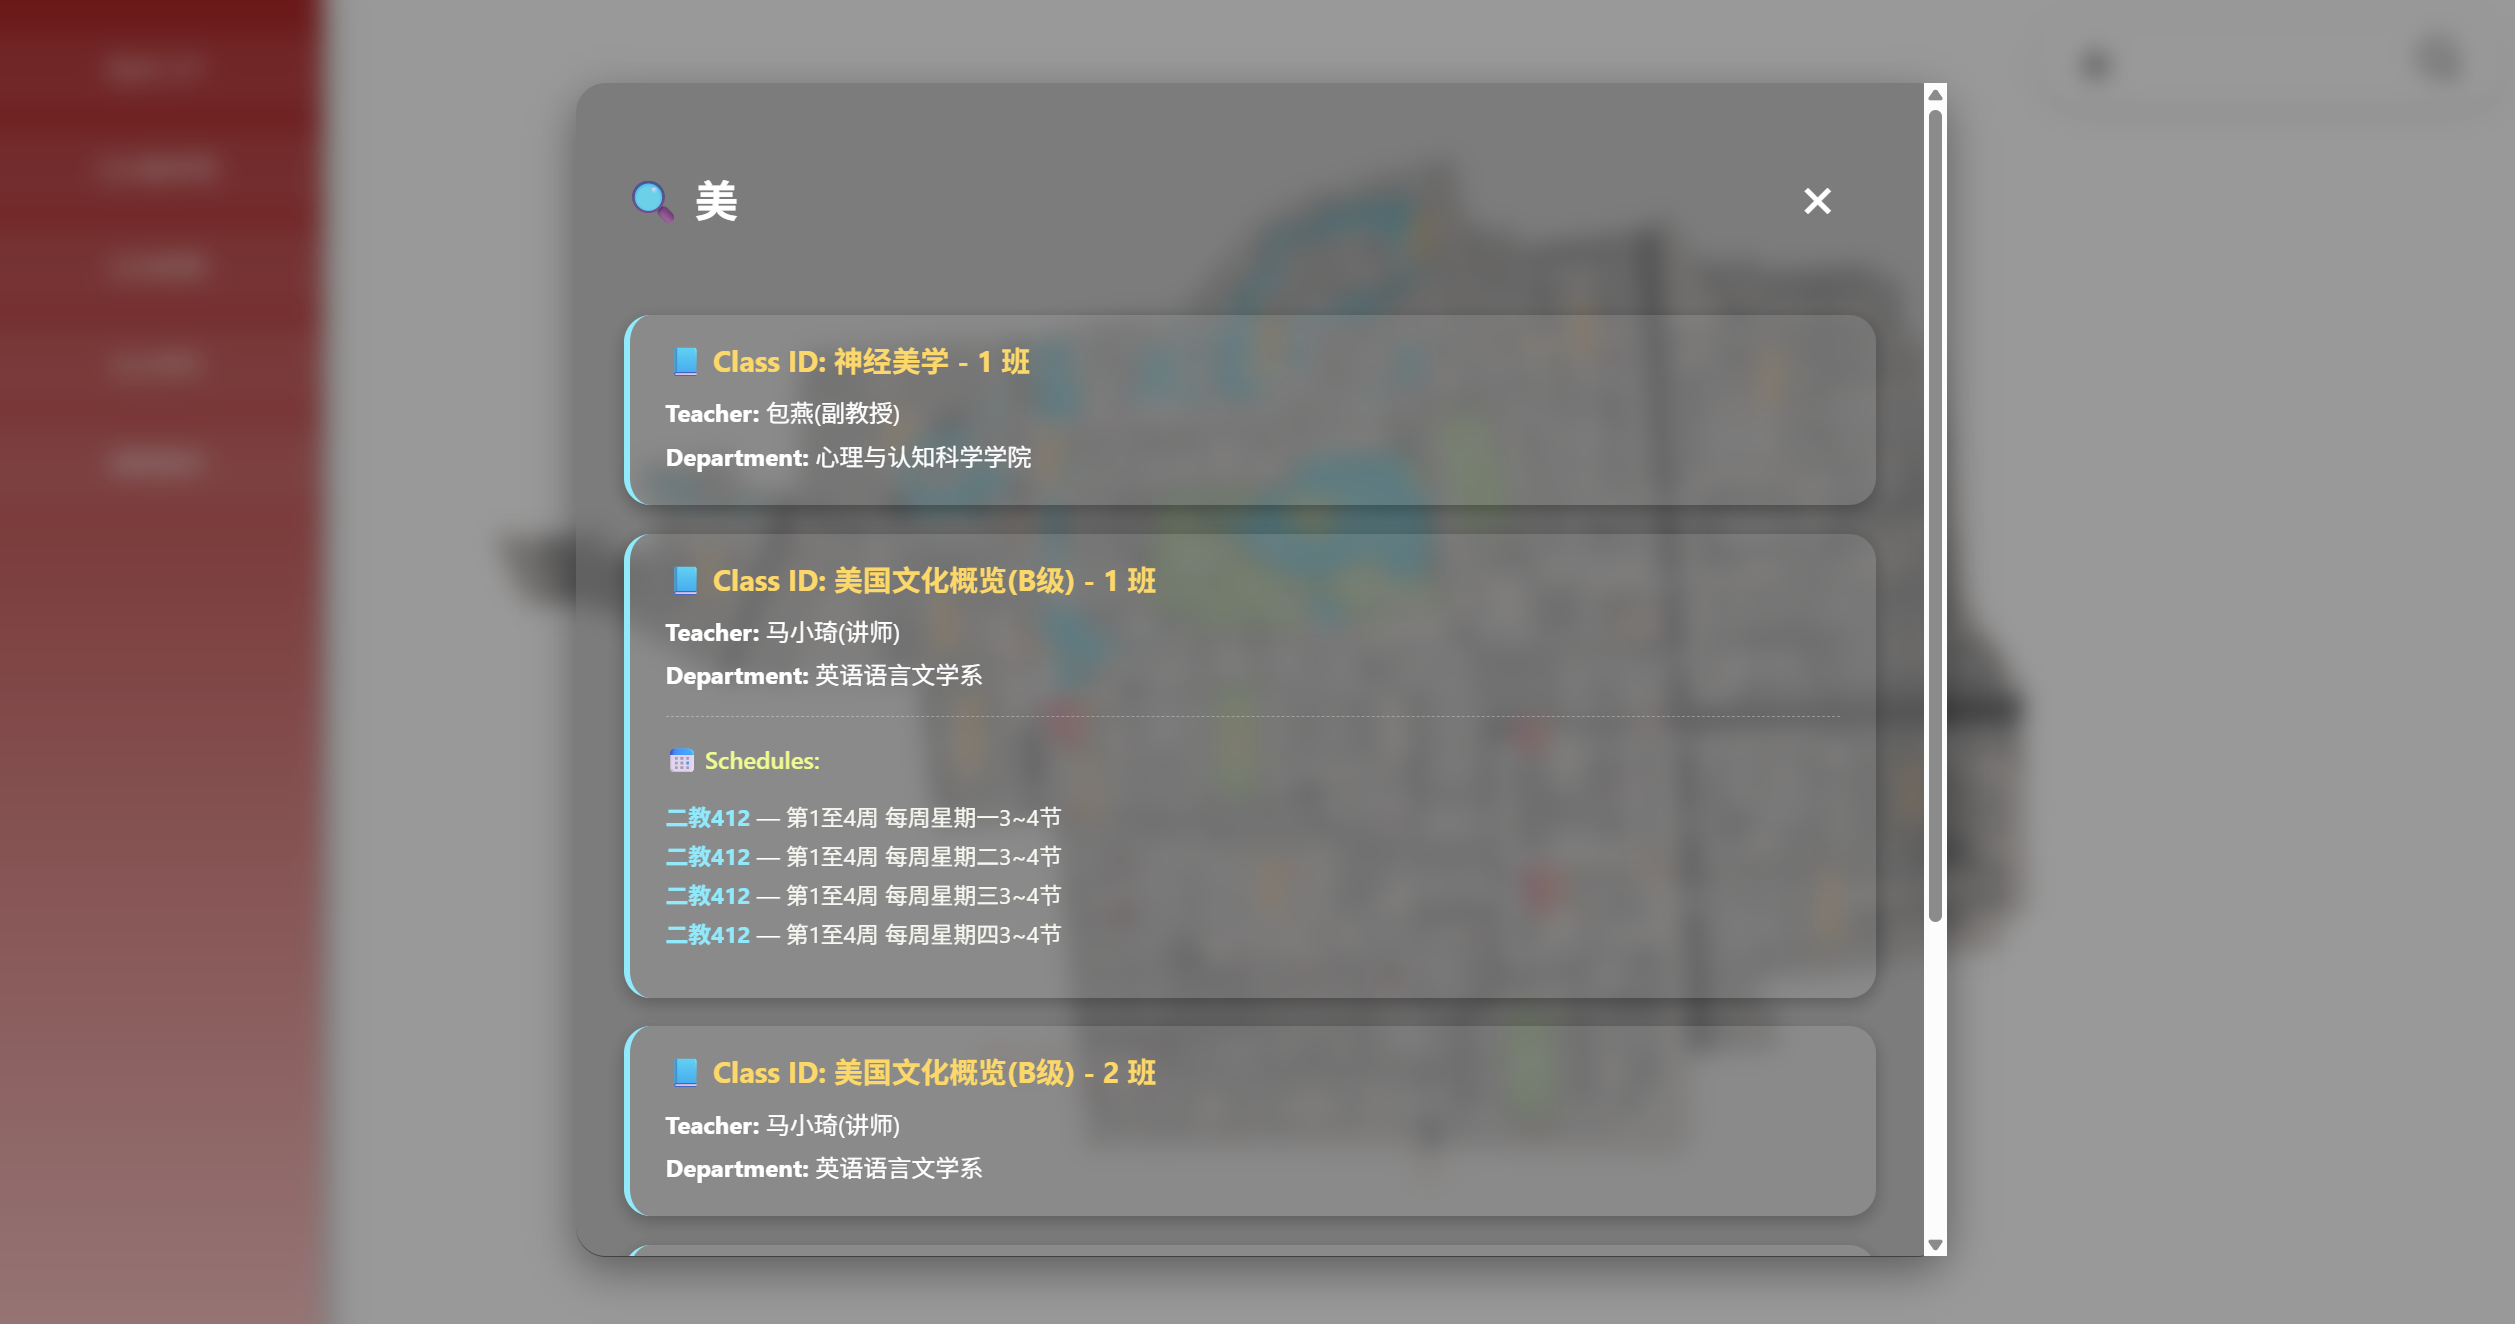 美
Class ID: 神经美学 - 1 班
Teacher: 包燕(副教授)
Department: 心理与认知科学学院
Class ID: 美国文化概览(B级) - 1 班
Teacher: 马小琦(讲师)
Department: 英语语言文学系
Schedules:
二教412 — 第1至4周 每周星期一3~4节
二教412 — 第1至4周 每周星期二3~4节
二教412 — 第1至4周 每周星期三3~4节
二教412 — 第1至4周 每周星期四3~4节
Class ID: 美国文化概览(B级) - 2 班
Teacher: 马小琦(讲师)
Department: 英语语言文学系